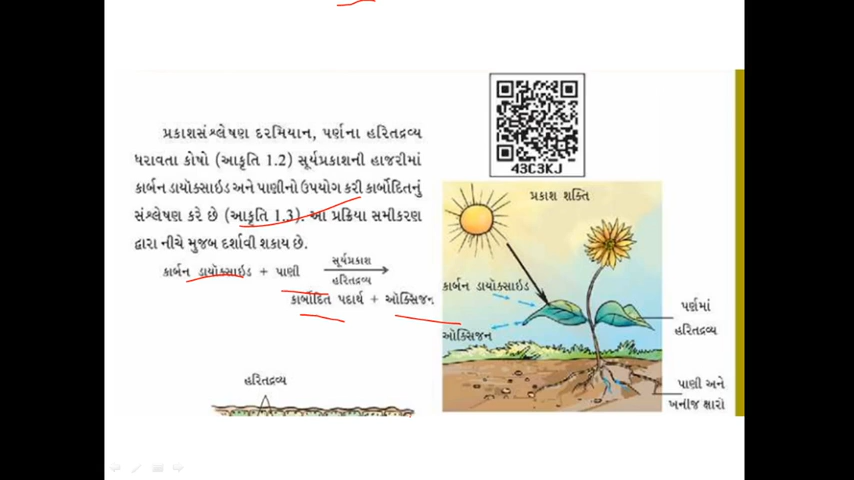 પ્રકાશસંશ્લેષણ દરમિયાન, પર્ણના હરિતદ્રવ્ય
ધરાવતા કોષો (આકૃતિ 1.2) સૂર્યપ્રકાશની હાજરીમાં
કાર્બન ડાયૉક્સાઇડ અને પાણીનો ઉપયોગ કરી કાર્બોદિતનું
સંશ્લેષણ કરે છે (આકૃતિ 1.3). આ પ્રક્રિયા સમીકરણ
દ્વારા નીચે મુજબ દર્શાવી શકાય છે.
કાર્બન ડાયૉક્સાઇડ + પાણી
સૂર્યપ્રકાશ
હરિતદ્રવ્ય
કાર્બોદિત પદાર્થ + ઑક્સિજન
હરિતદ્રવ્ય
43C3KJ
પ્રકાશ શક્તિ
કાર્બન ડાયૉક્સાઇડ
ઑક્સિજન
પર્ણમાં
હરિતદ્રવ્ય
પાણી અને
ખનીજ ક્ષારો